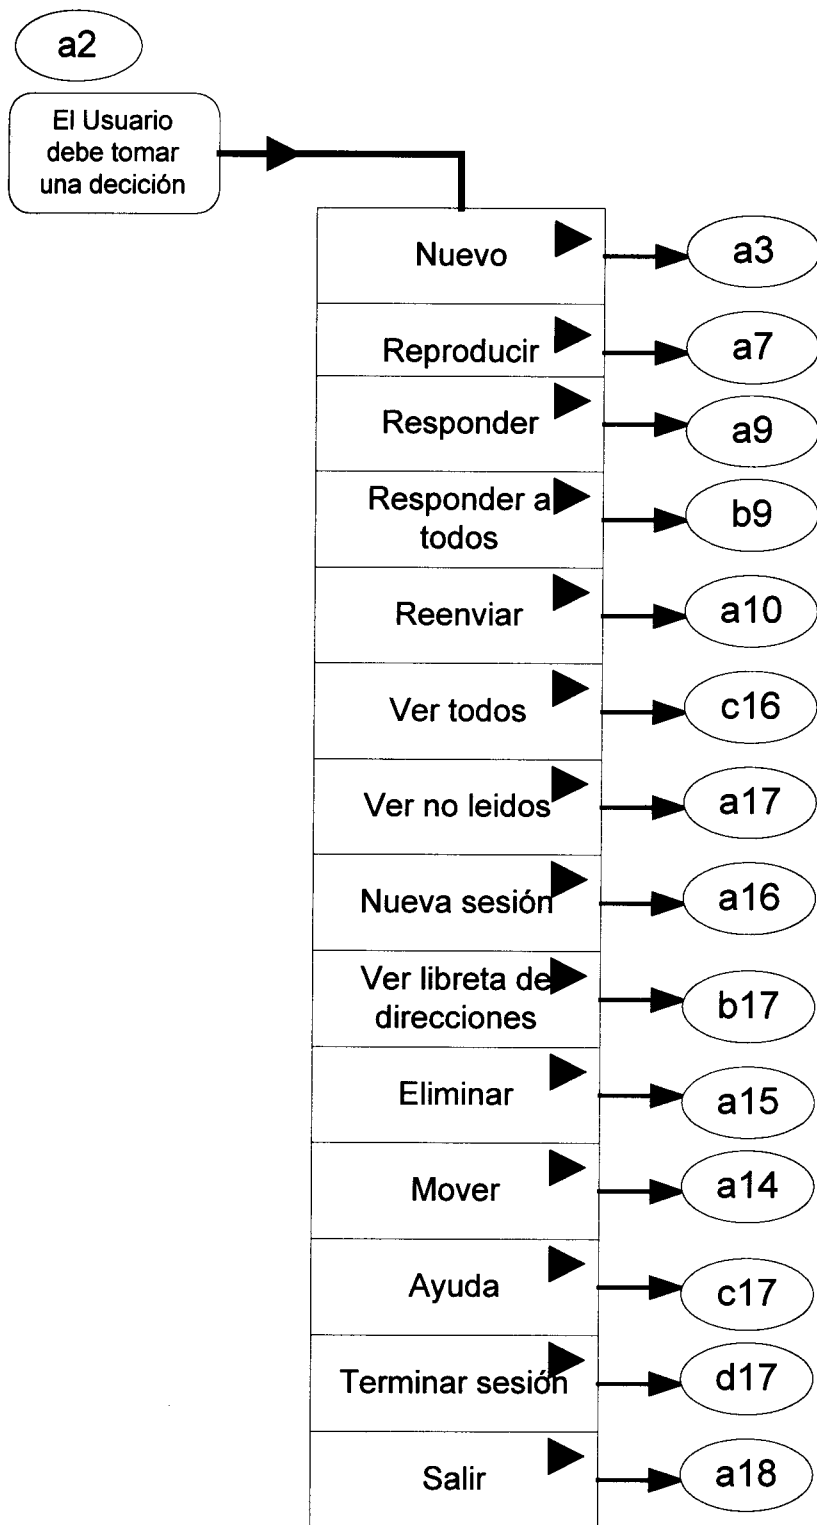 a2
El Usuario
debe tomar
una decición
Nuevo
a3
Reproducir
a7
Responder
a9
Responder a
todos
b9
Reenviar
a10
Ver todos
c16
Ver no leidos
a17
Nueva sesión
a16
Ver libreta de
direcciones
b17
Eliminar
a15
Mover
a14
Ayuda
c17
Terminar sesión
d17
Salir
a18